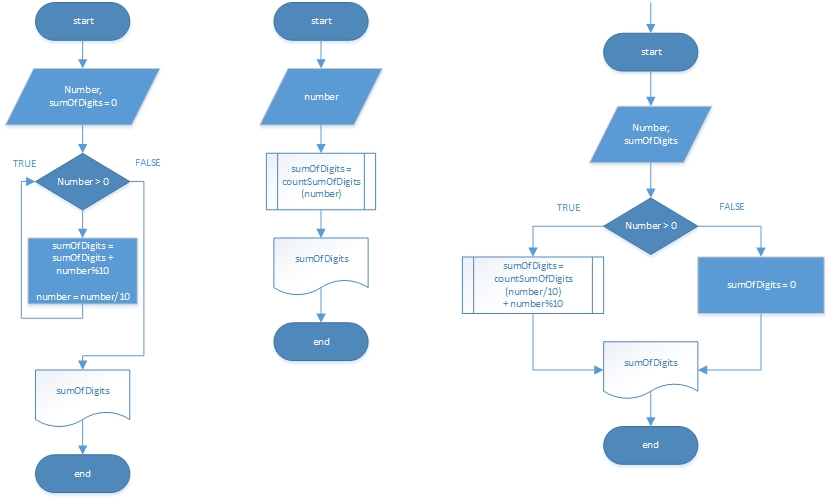 start
Number,
sumOfDigits = 0
TRUE
FALSE
Number > 0
sumOfDigits =
sumOfDigits +
number%10
number = number/10
sumOfDigits
end
start
number
sumOfDigits =
countSumOfDigits
(number)
sumOfDigits
end
start
Number,
sumOfDigits
TRUE
FALSE
Number > 0
sumOfDigits =
countSumOfDigits
(number/10)
+ number%10
sumOfDigits = 0
sumOfDigits
end